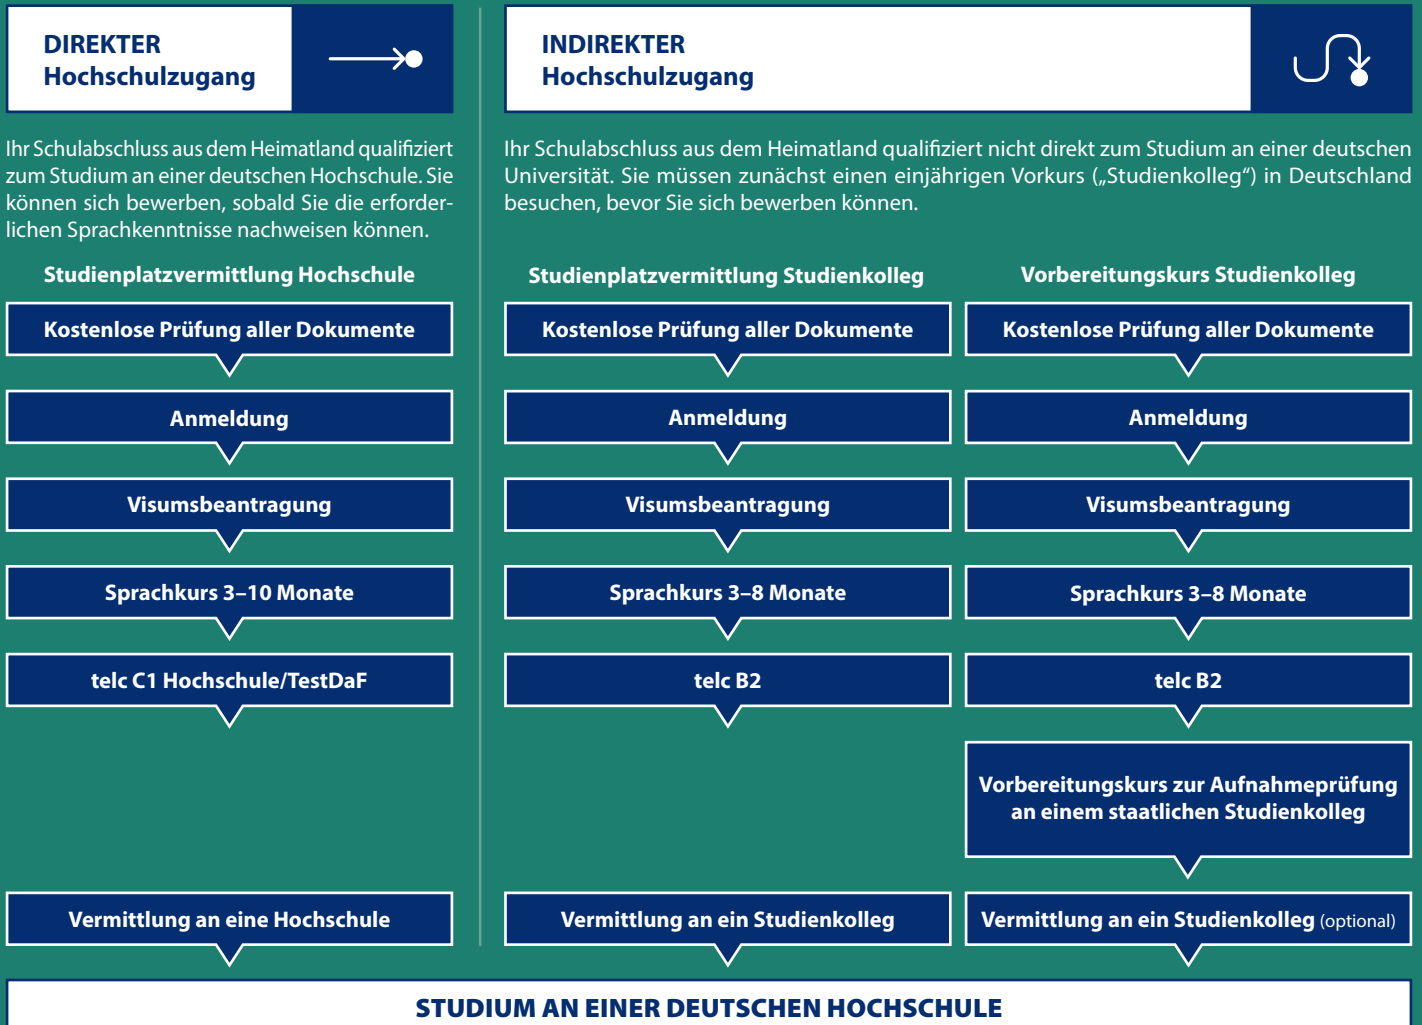 DIREKTER
Hochschulzugang
Ihr Schulabschluss aus dem Heimatland qualifiziert
zum Studium an einer deutschen Hochschule. Sie
können sich bewerben, sobald Sie die erforder-
lichen Sprachkenntnisse nachweisen können.
Studienplatzvermittlung Hochschule
Kostenlose Prüfung aller Dokumente
Anmeldung
Visumsbeantragung
Sprachkurs 3–10 Monate
telc C1 Hochschule/TestDaF
Vermittlung an eine Hochschule
INDIREKTER
Hochschulzugang
Ihr Schulabschluss aus dem Heimatland qualifiziert nicht direkt zum Studium an einer deutschen
Universität. Sie müssen zunächst einen einjährigen Vorkurs („Studienkolleg“) in Deutschland
besuchen, bevor Sie sich bewerben können.
Studienplatzvermittlung Studienkolleg
Kostenlose Prüfung aller Dokumente
Anmeldung
Visumsbeantragung
Sprachkurs 3–8 Monate
telc B2
Vermittlung an ein Studienkolleg
Vorbereitungskurs Studienkolleg
Kostenlose Prüfung aller Dokumente
Anmeldung
Visumsbeantragung
Sprachkurs 3–8 Monate
telc B2
Vorbereitungskurs zur Aufnahmeprüfung
an einem staatlichen Studienkolleg
Vermittlung an ein Studienkolleg (optional)
STUDIUM AN EINER DEUTSCHEN HOCHSCHULE